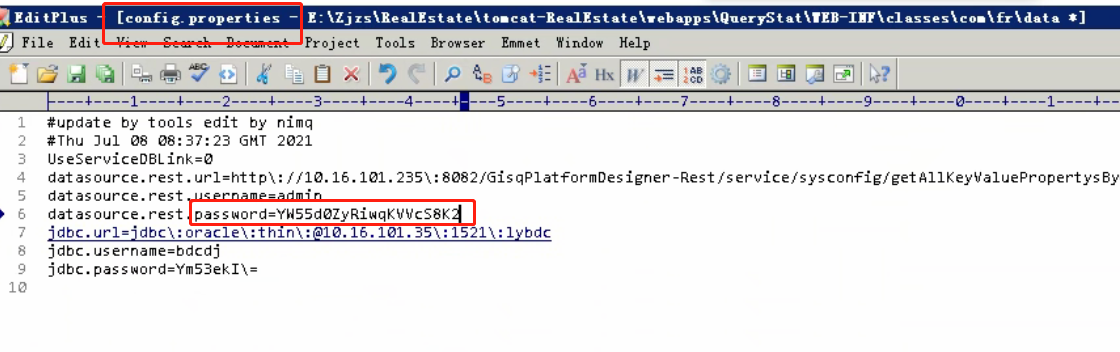 EditPlus - [config.properties - E:\Zjzs\RealEstate\tomcat-RealEstate\webapps\QueryStat\WEB-INF\classes\com\fr\data *]
File Edit View Search Document Project Tools Browser Emmet Window Help
----+----1----+----2----+----3----+----4----+----5----+----6----+----7----+----8----+----9----+----0----+----1----+--
1 #update by tools edit by nimq
2 #Thu Jul 08 08:37:23 GMT 2021
3 UseServiceDBLink=0
4 datasource.rest.url=http\://10.16.101.235\:8082/GisqPlatformDesigner-Rest/service/sysconfig/getAllKeyValuePropertysBy
5 datasource.rest.username=admin
6 datasource.rest.password=YW55d0ZyRiwqKVVcS8K2
7 jdbc.url=jdbc\:oracle\:thin\:@10.16.101.35\:1521\:lybdc
8 jdbc.username=bdcdj
9 jdbc.password=Ym53ekI\=
10